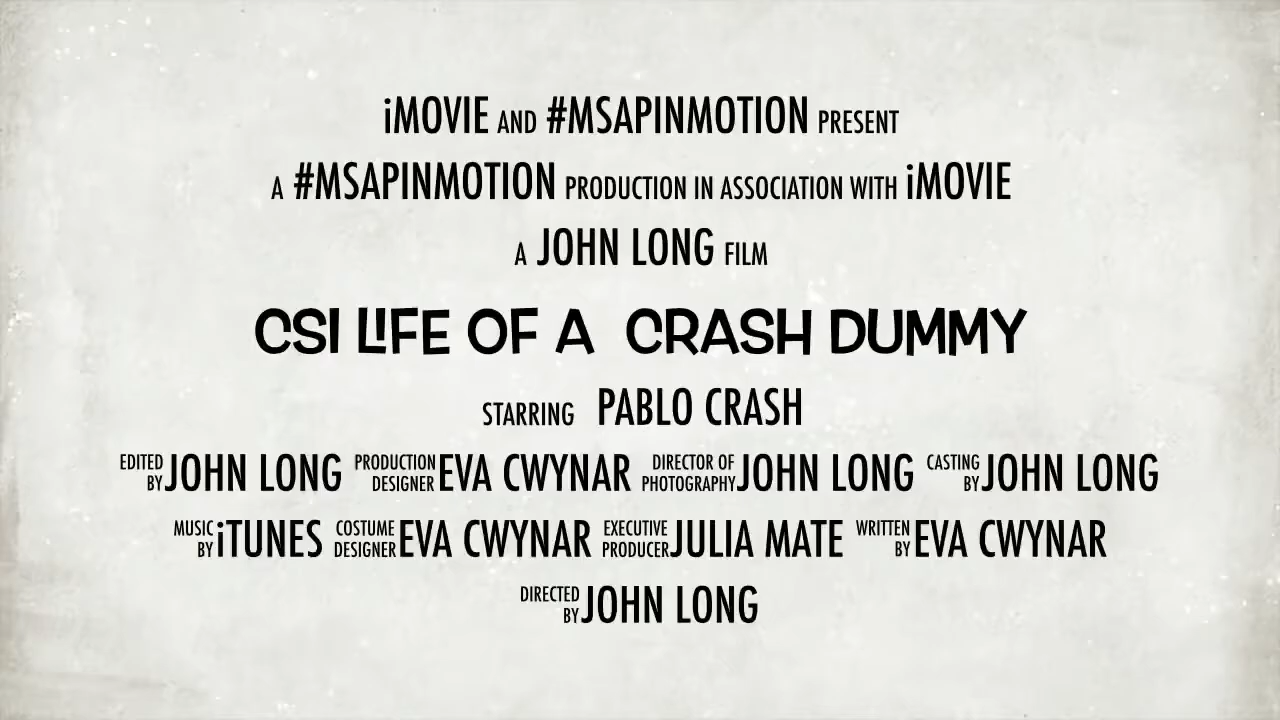 iMOVIE AND #MSAPINMOTION PRESENT
A #MSAPINMOTION PRODUCTION IN ASSOCIATION WITH iMOVIE
A JOHN LONG FILM
CSI LIFE OF A CRASH DUMMY
STARRING PABLO CRASH
EDITED BY JOHN LONG PRODUCTION DESIGNER EVA CWYNAR DIRECTOR OF PHOTOGRAPHY JOHN LONG CASTING BY JOHN LONG
MUSIC BY iTUNES COSTUME DESIGNER EVA CWYNAR EXECUTIVE PRODUCER JULIA MATE WRITTEN BY EVA CWYNAR
DIRECTED BY JOHN LONG